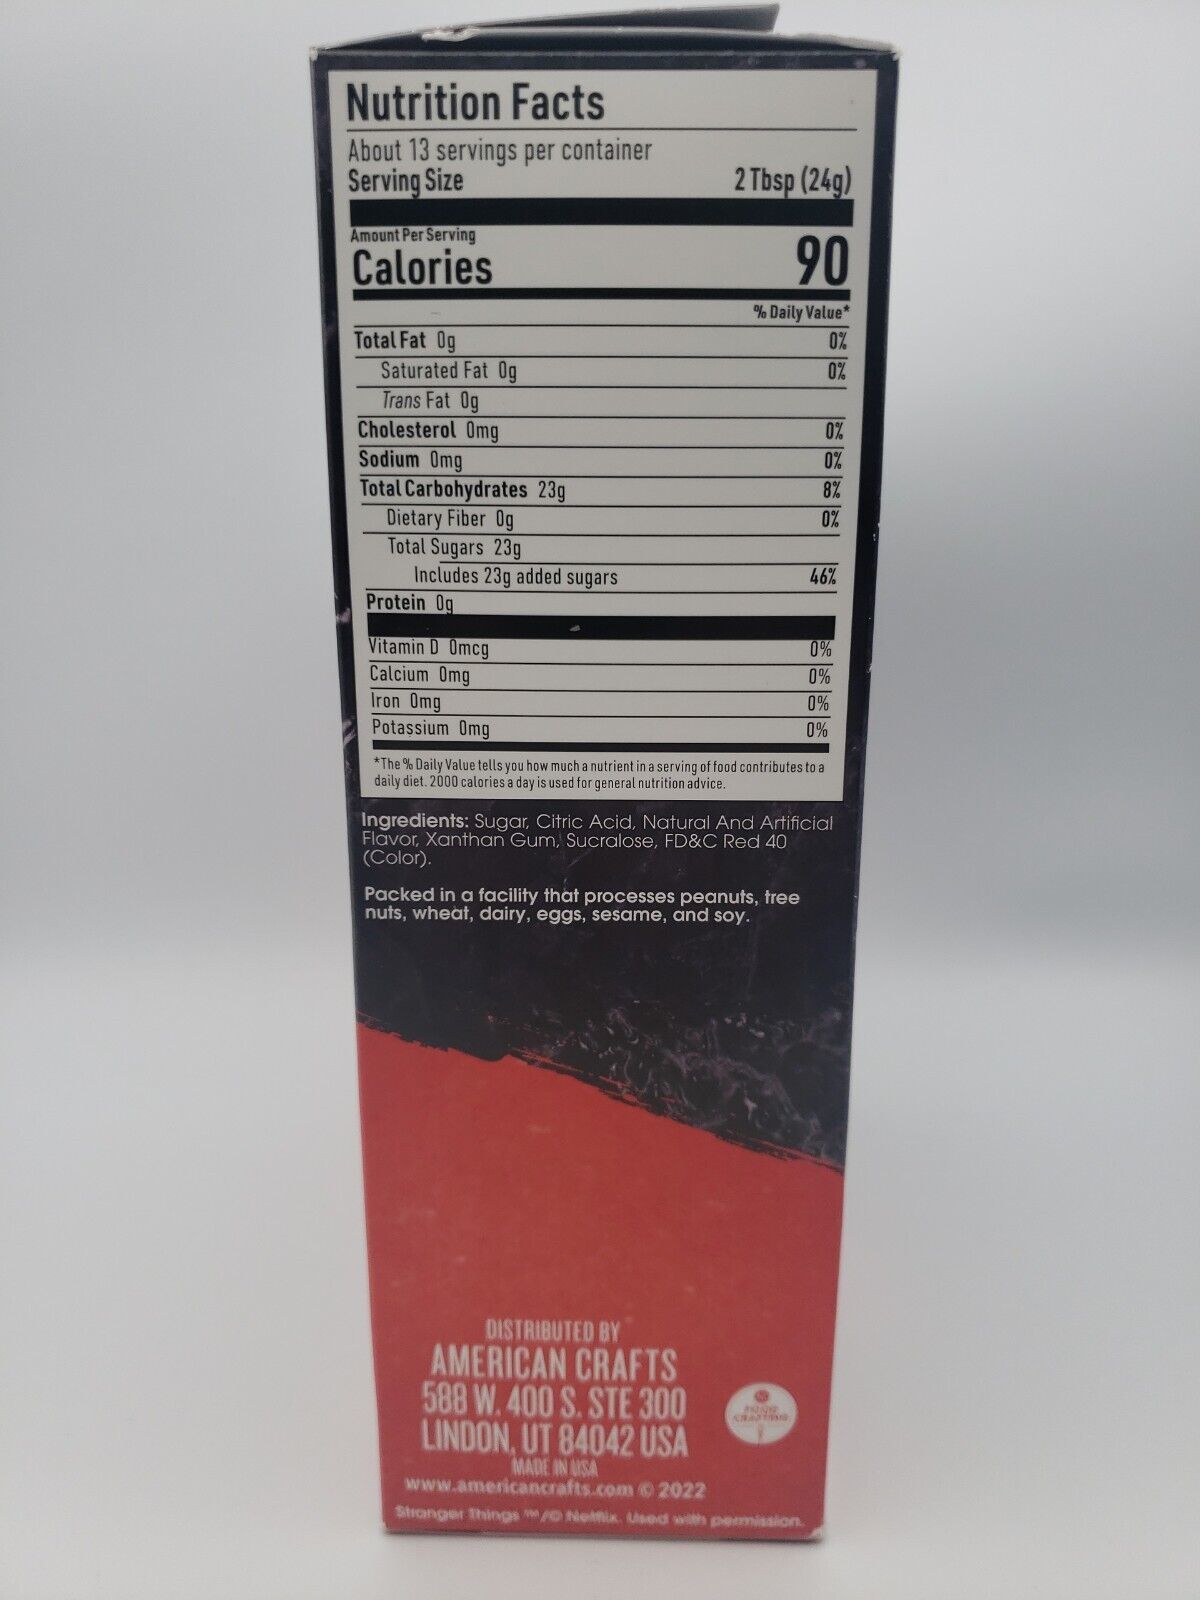 Nutrition Facts
About 13 servings per container
Serving Size 2 Tbsp (24g)
Amount Per Serving
Calories 90
% Daily Value*
Total Fat 0g 0%
Saturated Fat 0g 0%
Trans Fat 0g
Cholesterol 0mg 0%
Sodium 0mg 0%
Total Carbohydrates 23g 8%
Dietary Fiber 0g 0%
Total Sugars 23g
Includes 23g added sugars 46%
Protein 0g
Vitamin D 0mcg 0%
Calcium 0mg 0%
Iron 0mg 0%
Potassium 0mg 0%
*The % Daily Value tells you how much a nutrient in a serving of food contributes to a
daily diet. 2000 calories a day is used for general nutrition advice.
Ingredients: Sugar, Citric Acid, Natural And Artificial
Flavor, Xanthan Gum, Sucralose, FD&C Red 40
(Color).
Packed in a facility that processes peanuts, tree
nuts, wheat, dairy, eggs, sesame, and soy.
DISTRIBUTED BY
AMERICAN CRAFTS
588 W. 400 S. STE 300
LINDON, UT 84042 USA
MADE IN USA
www.americancrafts.com © 2022
Stranger Things ™/© Netflix. Used with permission.